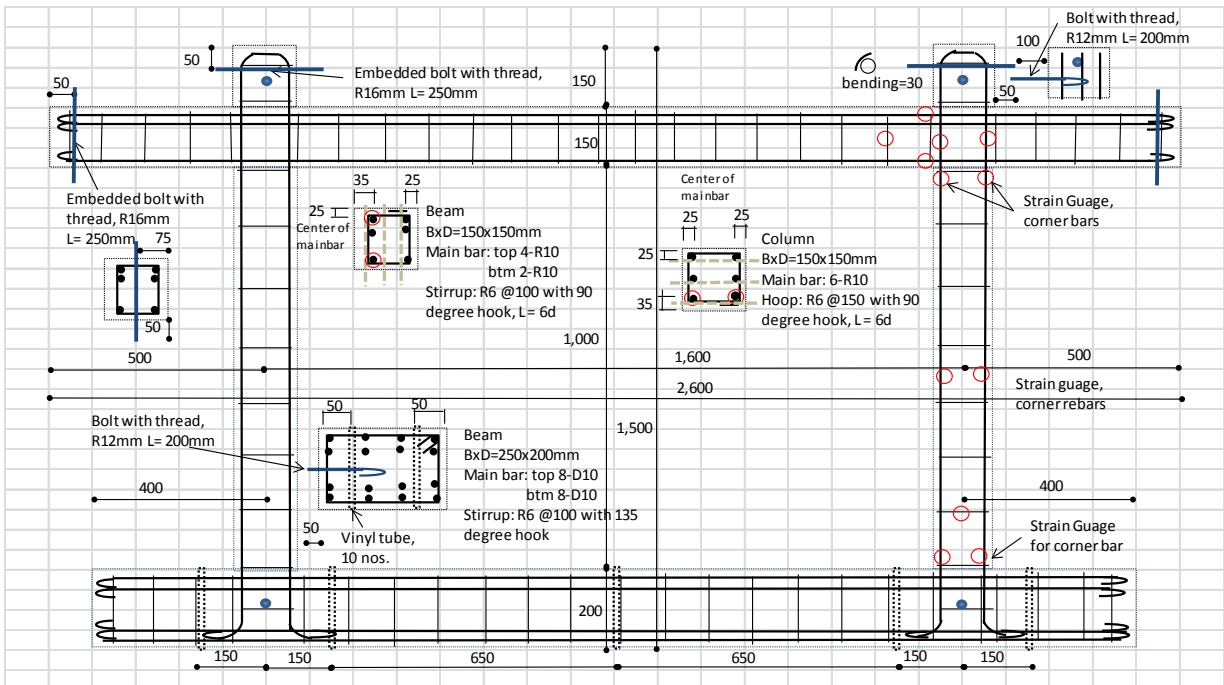 Bolt with thread,
R12mm L= 200mm
50
100
Embedded bolt with thread,
R16mm L= 250mm
150
bending=30
50
50
150
Embedded bolt with
thread, R16mm
L= 250mm
75
50
35
25
25
Center of
mainbar
Beam
BxD=150x150mm
Main bar: top 4-R10
btm 2-R10
Stirrup: R6 @100 with 90
degree hook, L= 6d
Center of
mainbar
25
25
25
35
Column
BxD=150x150mm
Main bar: 6-R10
Hoop: R6 @150 with 90
degree hook, L= 6d
Strain Guage,
corner bars
1,000
500
1,600
500
2,600
Strain guage,
corner rebars
1,500
Bolt with thread,
R12mm L= 200mm
50
50
Beam
BxD=250x200mm
Main bar: top 8-D10
btm 8-D10
Stirrup: R6 @100 with 135
degree hook
400
400
50
Vinyl tube,
10 nos.
Strain Guage
for corner bar
200
150
150
650
650
150
150